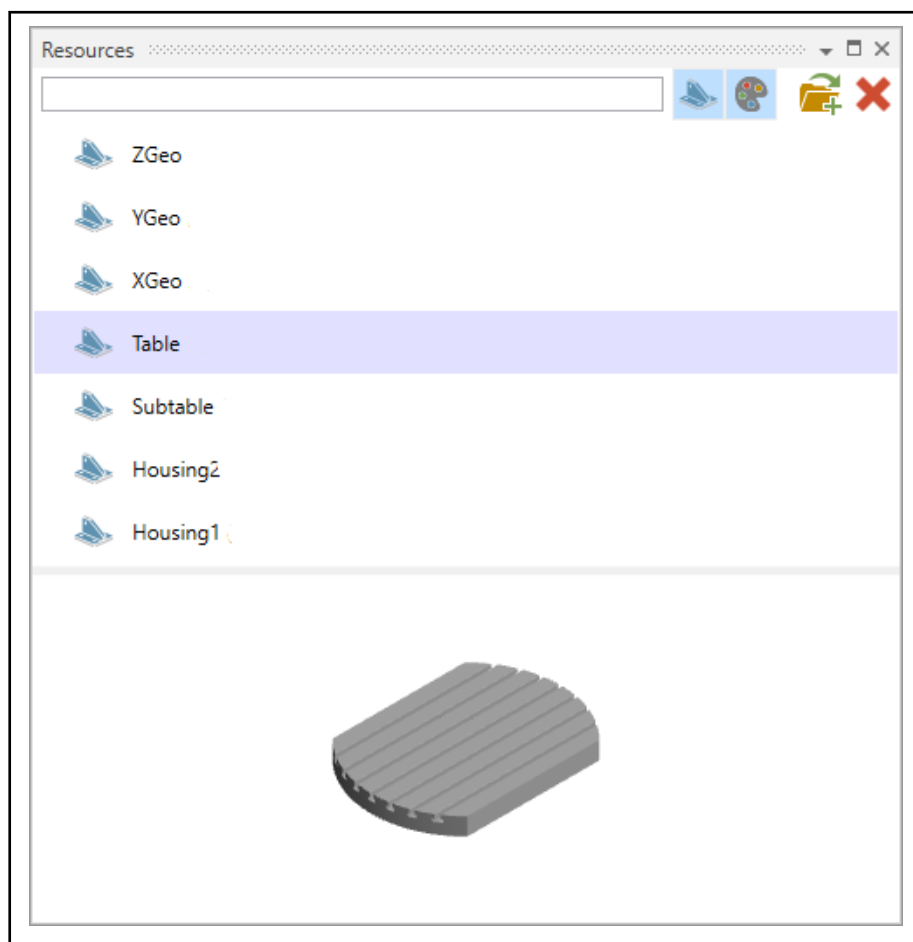 Resources
ZGeo
YGeo
XGeo
Table
Subtable
Housing2
Housing1